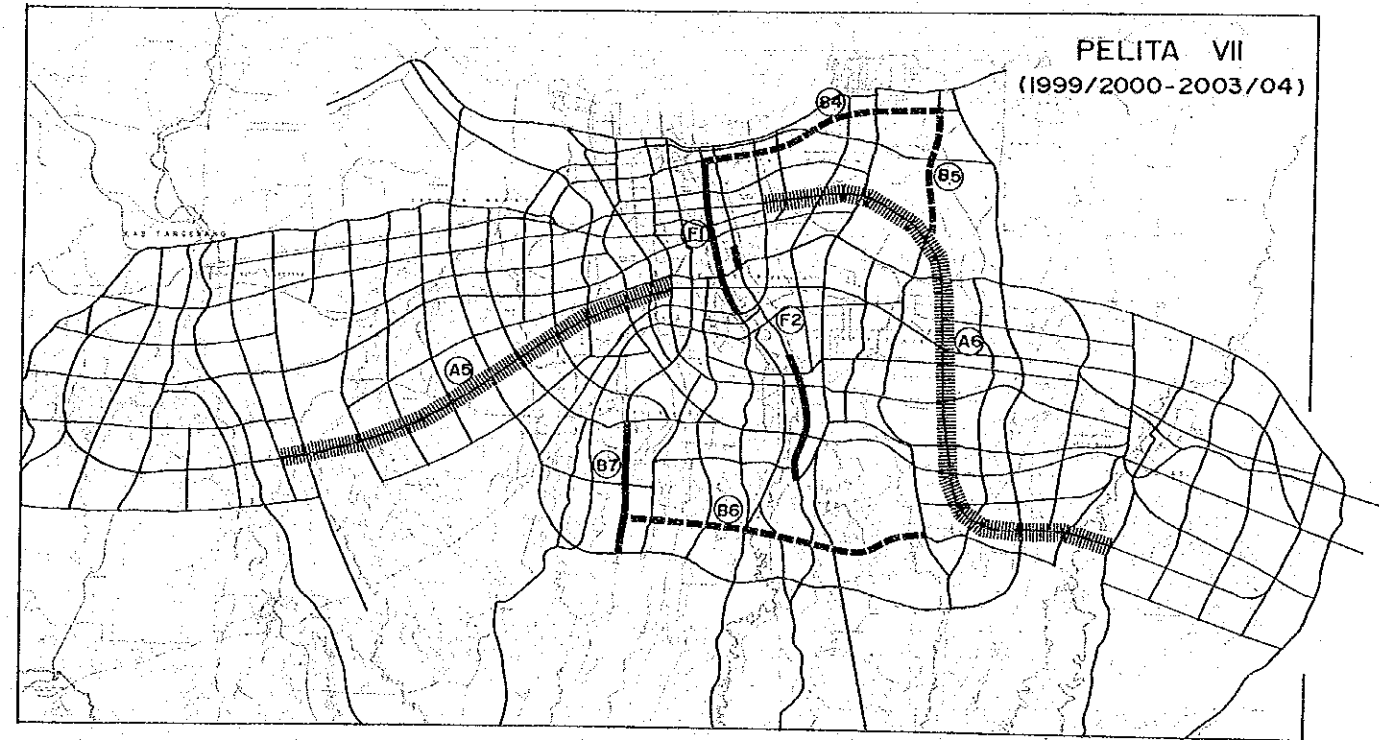 PELITA VII
(1999/2000-2003/04)
B4
B5
F1
KAB TANGERANG
F2
A6
A5
B7
B6